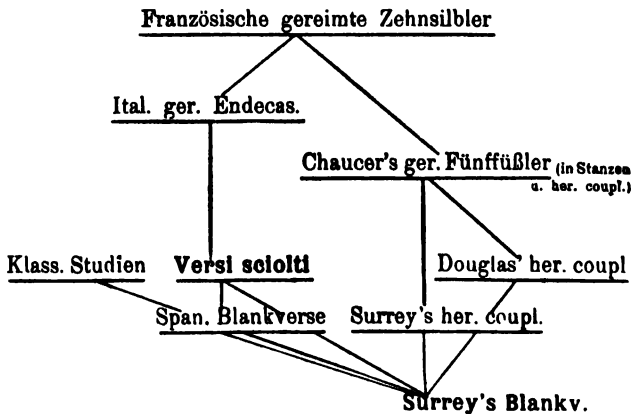 Französische gereimte Zehnsilbler
Ital. ger. Endecas.
Chaucer's ger. Fünffüßler (in Stanzen
u. her. coupl.)
Klass. Studien Versi sciolti Douglas' her. coupl
Span. Blankverse Surrey's her. coupl.
Surrey's Blankv.